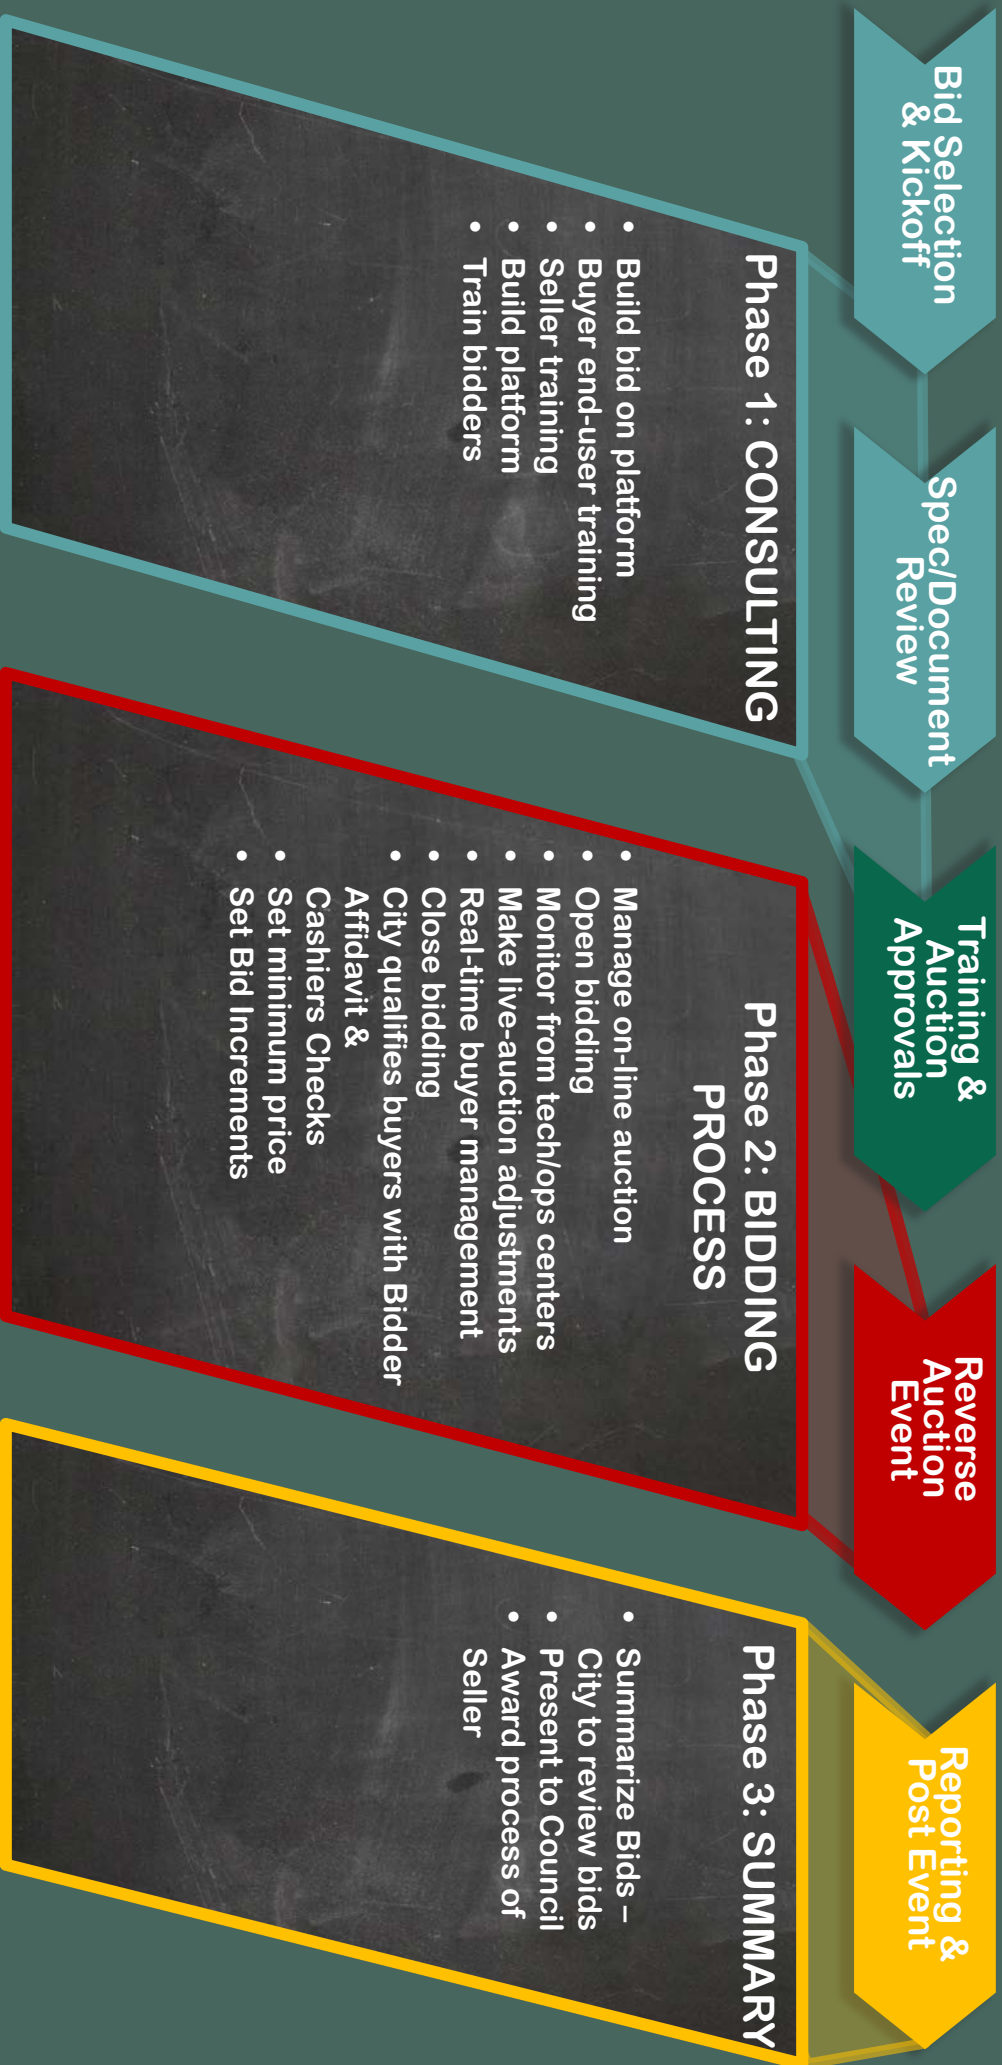 Bid Selection
& Kickoff
Spec/Document
Review
Training &
Auction
Approvals
Reverse
Auction
Event
Reporting &
Post Event
Phase 1: CONSULTING
• Build bid on platform
• Buyer end-user training
• Seller training
• Build platform
• Train bidders
Phase 2: BIDDING
PROCESS
• Manage on-line auction
• Open bidding
• Monitor from tech/ops centers
• Make live-auction adjustments
• Real-time buyer management
• Close bidding
• City qualifies buyers with Bidder
Affidavit &
Cashiers Checks
• Set minimum price
• Set Bid Increments
Phase 3: SUMMARY
• Summarize Bids –
City to review bids
• Present to Council
• Award process of
Seller